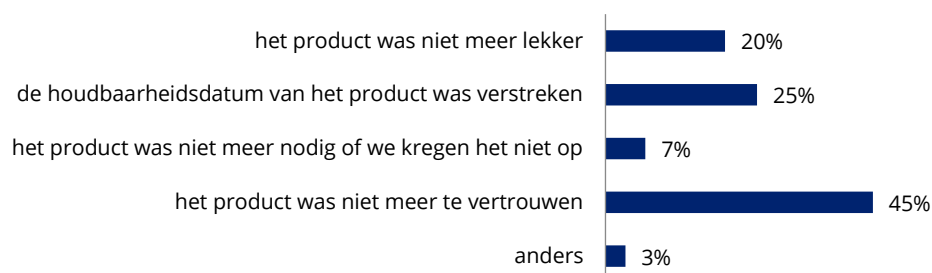 het product was niet meer lekker 20%
de houdbaarheidsdatum van het product was verstreken 25%
het product was niet meer nodig of we kregen het niet op 7%
het product was niet meer te vertrouwen 45%
anders 3%